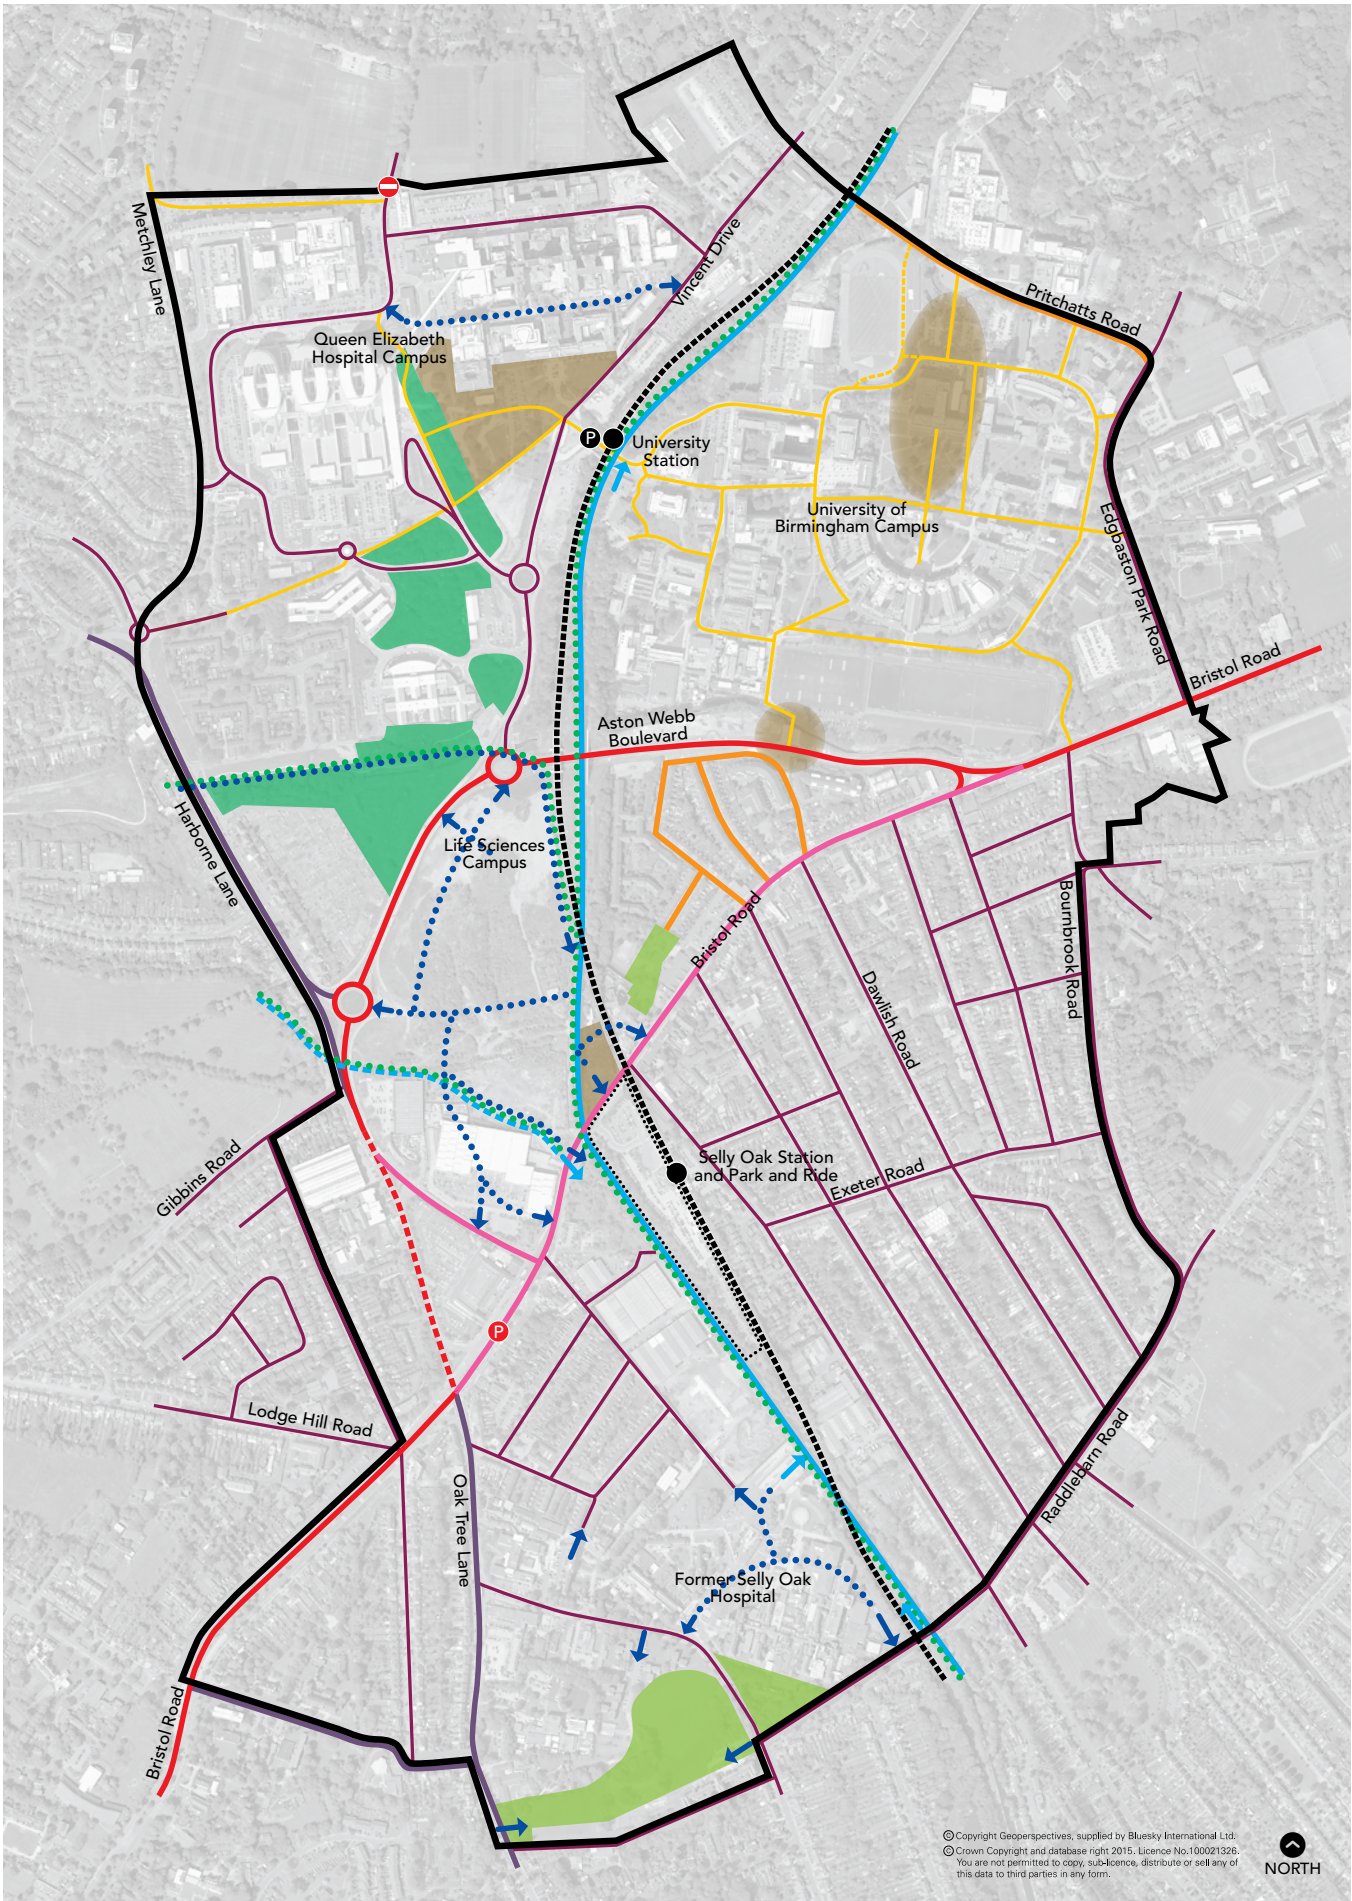 Metchley Lane
Vincent Drive
Queen Elizabeth
Hospital Campus
Pritchatts Road
P
University
Station
University of
Birmingham Campus
Edgbaston Park Road
Bristol Road
Aston Webb
Boulevard
Harborne Lane
Life Sciences
Campus
Bristol Road
Bournbrook Road
Dawlish Road
Gibbins Road
Selly Oak Station
and Park and Ride
Exeter Road
P
Lodge Hill Road
Oak Tree Lane
Raddlebarn Road
Former Selly Oak
Hospital
Bristol Road
© Copyright Geoperspectives, supplied by Bluesky International Ltd.
© Crown Copyright and database right 2015. Licence No.100021326.
You are not permitted to copy, sub-licence, distribute or sell any of
this data to third parties in any form.
NORTH